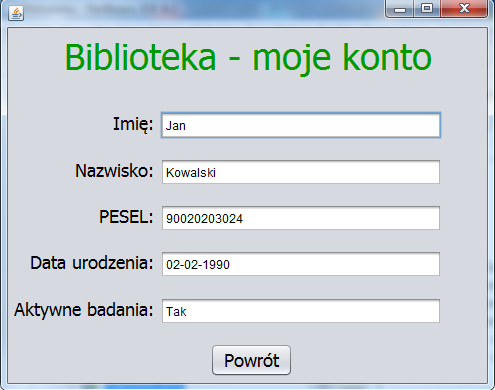 Biblioteka - moje konto
Imię: Jan
Nazwisko: Kowalski
PESEL: 90020203024
Data urodzenia: 02-02-1990
Aktywne badania: Tak
Powrót